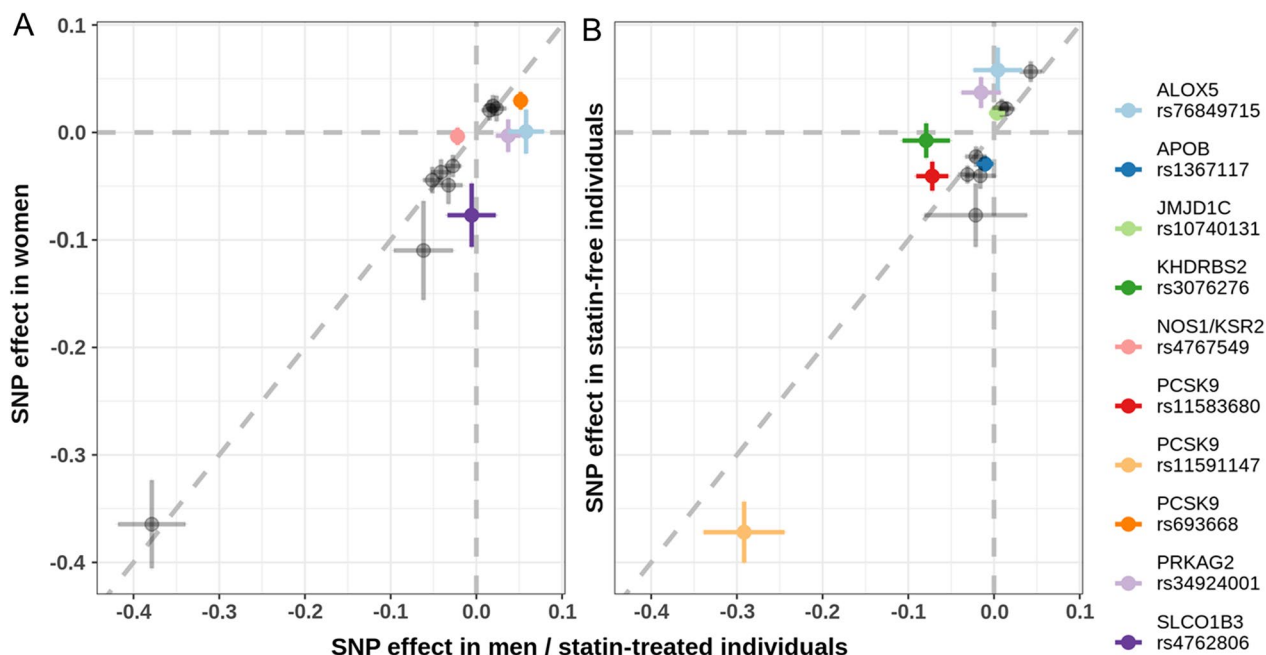 A
B
SNP effect in women
0.1
0.0
-0.1
-0.2
-0.3
-0.4
-0.4 -0.3 -0.2 -0.1 0.0 0.1
SNP effect in statin-free individuals
-0.4 -0.3 -0.2 -0.1 0.0 0.1
SNP effect in men / statin-treated individuals
ALOX5
rs76849715
APOB
rs1367117
JMJD1C
rs10740131
KHDRBS2
rs3076276
NOS1/KSR2
rs4767549
PCSK9
rs11583680
PCSK9
rs11591147
PCSK9
rs693668
PRKAG2
rs34924001
SLCO1B3
rs4762806